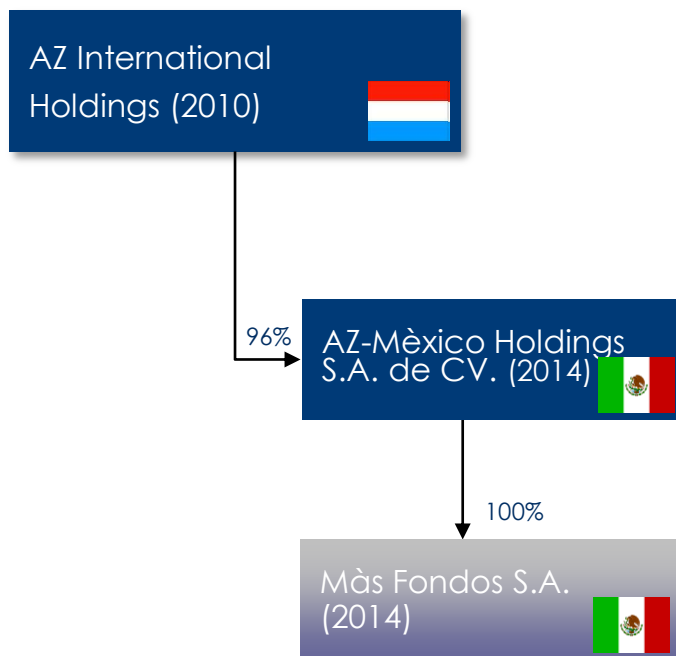 AZ International
Holdings (2010)
96%
AZ-Mèxico Holdings
S.A. de CV. (2014)
100%
Màs Fondos S.A.
(2014)